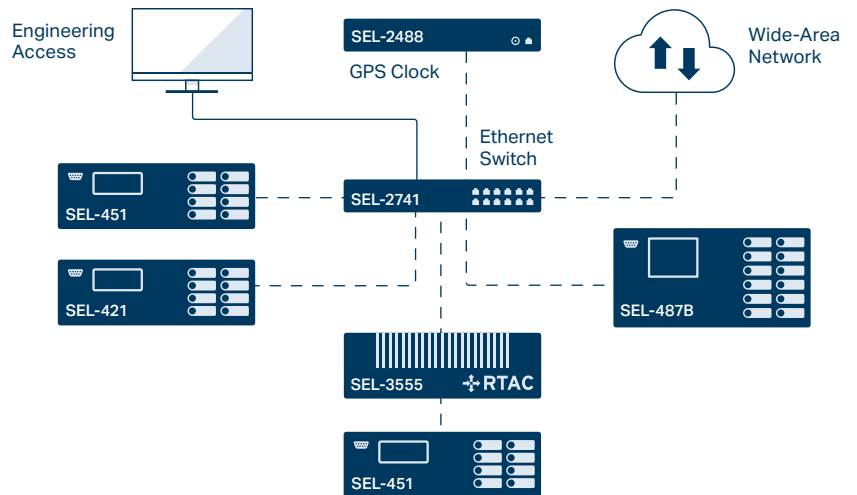 Engineering
Access
SEL-2488
GPS Clock
Wide-Area
Network
Ethernet
Switch
SEL-451
SEL-2741
SEL-421
SEL-487B
SEL-3555
RTAC
SEL-451